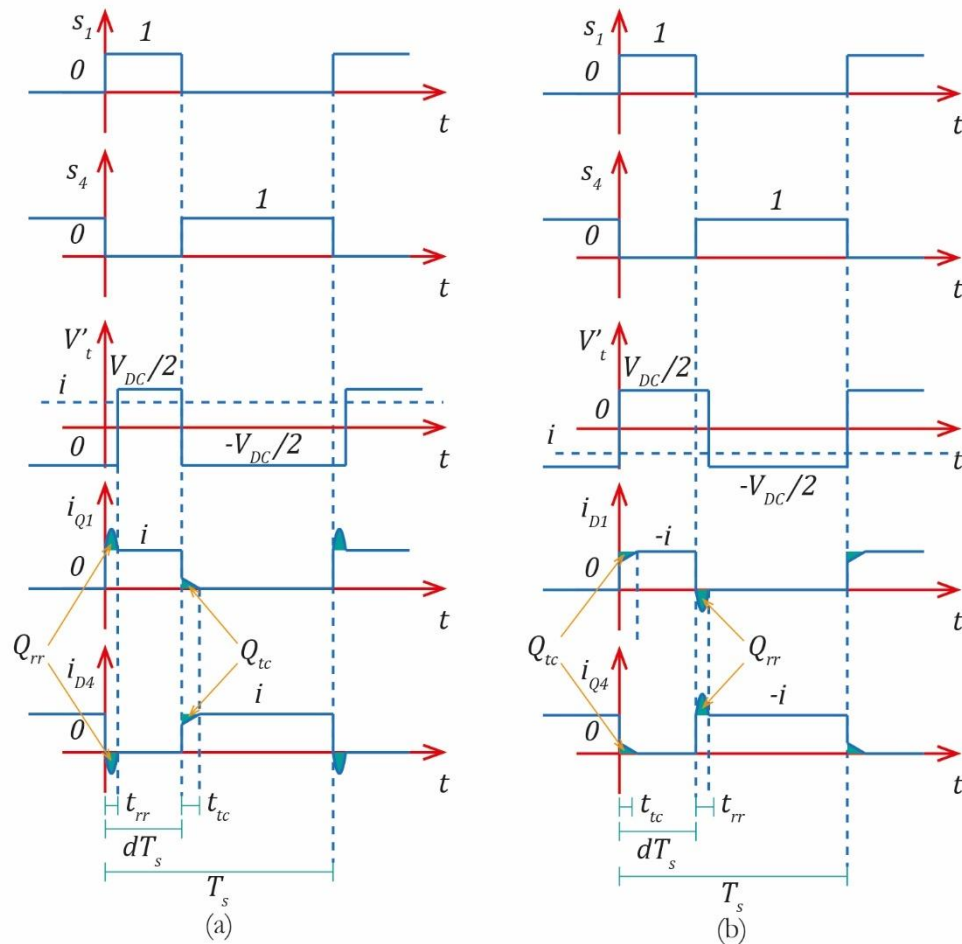 s1
1
0
t
s4
1
0
t
V't
VDC/2
i
0
-VDC/2
t
iQ1
i
0
t
Qrr
Qtc
iD4
i
0
t
trr
ttc
dTs
Ts
(a)
s1
1
0
t
s4
1
0
t
V't
VDC/2
0
i
-VDC/2
t
iD1
-i
0
t
Qtc
Qrr
iQ4
-i
0
t
ttc
trr
dTs
Ts
(b)